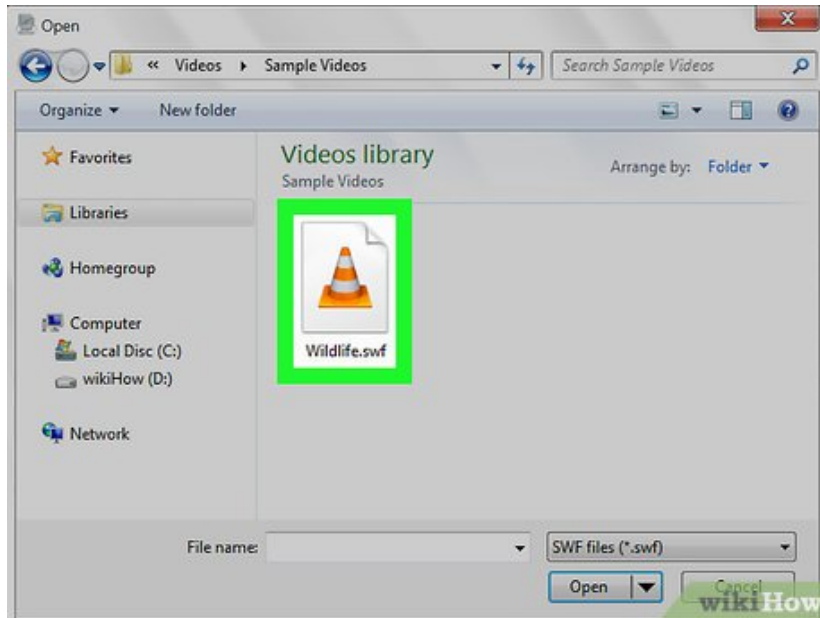 Open
« Videos ▸ Sample Videos
Search Sample Videos
Organize ▾ New folder
Favorites
Libraries
Homegroup
Computer
Local Disc (C:)
wikiHow (D:)
Network
Videos library
Sample Videos
Arrange by: Folder ▾
Wildlife.swf
File name:
SWF files (*.swf)
Open
Cancel
wikiHow